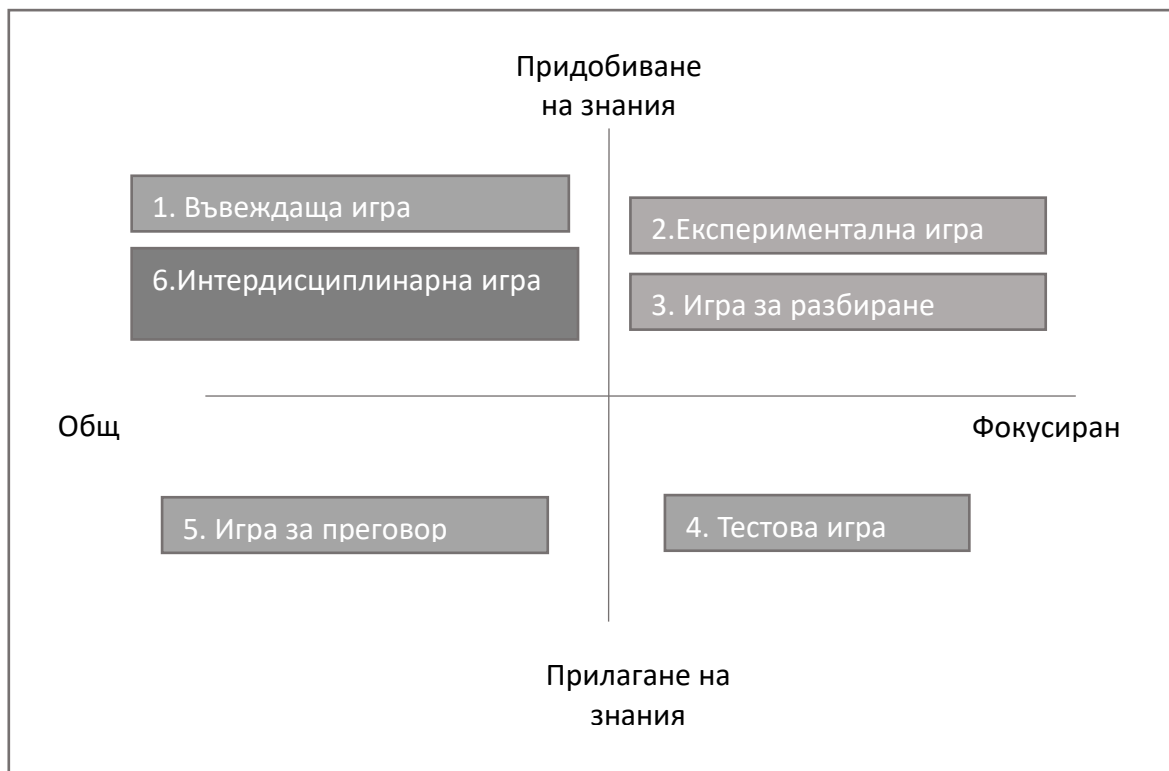 Придобиване
на знания
1. Въвеждаща игра
2.Експериментална игра
6.Интердисциплинарна игра
3. Игра за разбиране
Общ
Фокусиран
5. Игра за преговор
4. Тестова игра
Прилагане на
знания